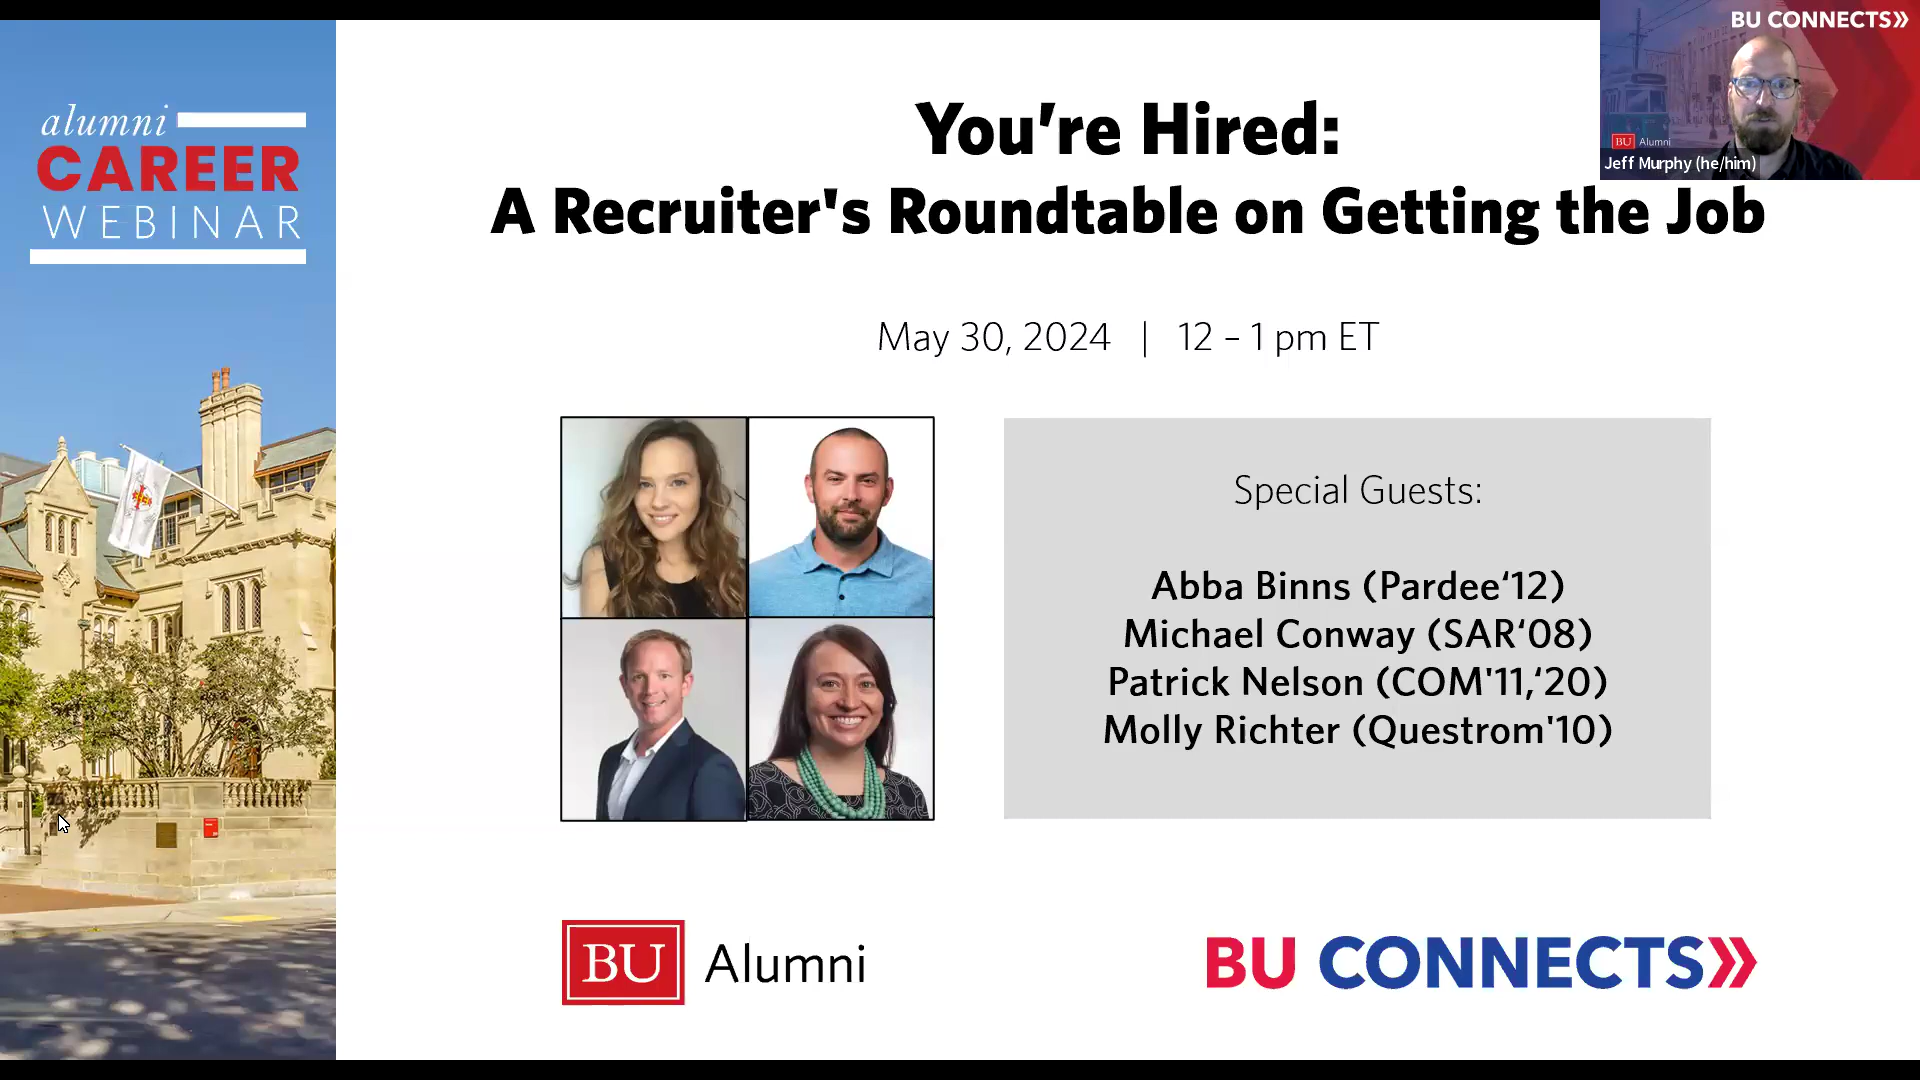 alumni
CAREER
WEBINAR
You’re Hired:
A Recruiter's Roundtable on Getting the Job
May 30, 2024 | 12 – 1 pm ET
Special Guests:
Abba Binns (Pardee‘12)
Michael Conway (SAR‘08)
Patrick Nelson (COM'11,‘20)
Molly Richter (Questrom'10)
BU Alumni
BU CONNECTS»
BU CONNECTS»
BU Alumni
Jeff Murphy (he/him)